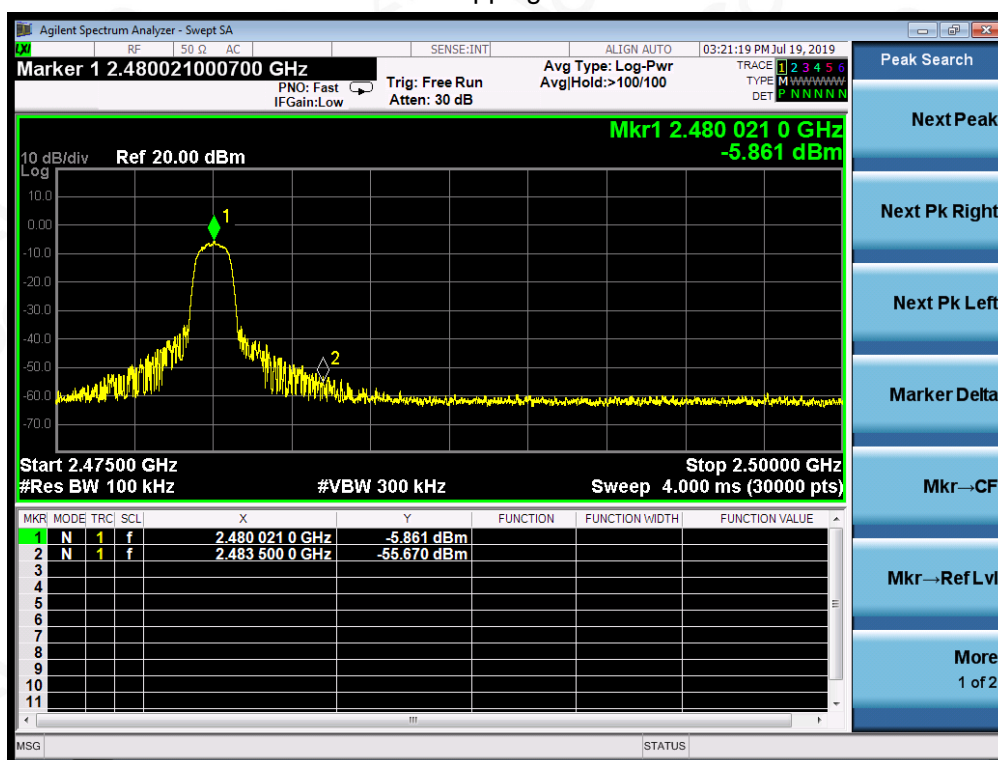 Agilent Spectrum Analyzer - Swept SA
LXI RF 50 Ω AC SENSE:INT ALIGN AUTO 03:21:19 PM Jul 19, 2019
Marker 1 2.480021000700 GHz
PNO: Fast
IFGain:Low
Trig: Free Run
Atten: 30 dB
Avg Type: Log-Pwr
Avg|Hold:>100/100
TRACE 1 2 3 4 5 6
TYPE M WWWWW
DET P N N N N N
Peak Search
Next Peak
Next Pk Right
Next Pk Left
Marker Delta
Mkr→CF
Mkr→Ref Lvl
More
1 of 2
Mkr1 2.480 021 0 GHz
-5.861 dBm
10 dB/div Ref 20.00 dBm
Log
10.0
0.00
-10.0
-20.0
-30.0
-40.0
-50.0
-60.0
-70.0
1
2
Start 2.47500 GHz Stop 2.50000 GHz
#Res BW 100 kHz #VBW 300 kHz Sweep 4.000 ms (30000 pts)
MKR MODE TRC SCL X Y FUNCTION FUNCTION WIDTH FUNCTION VALUE
1 N 1 f 2.480 021 0 GHz -5.861 dBm
2 N 1 f 2.483 500 0 GHz -55.670 dBm
3
4
5
6
7
8
9
10
11
MSG STATUS